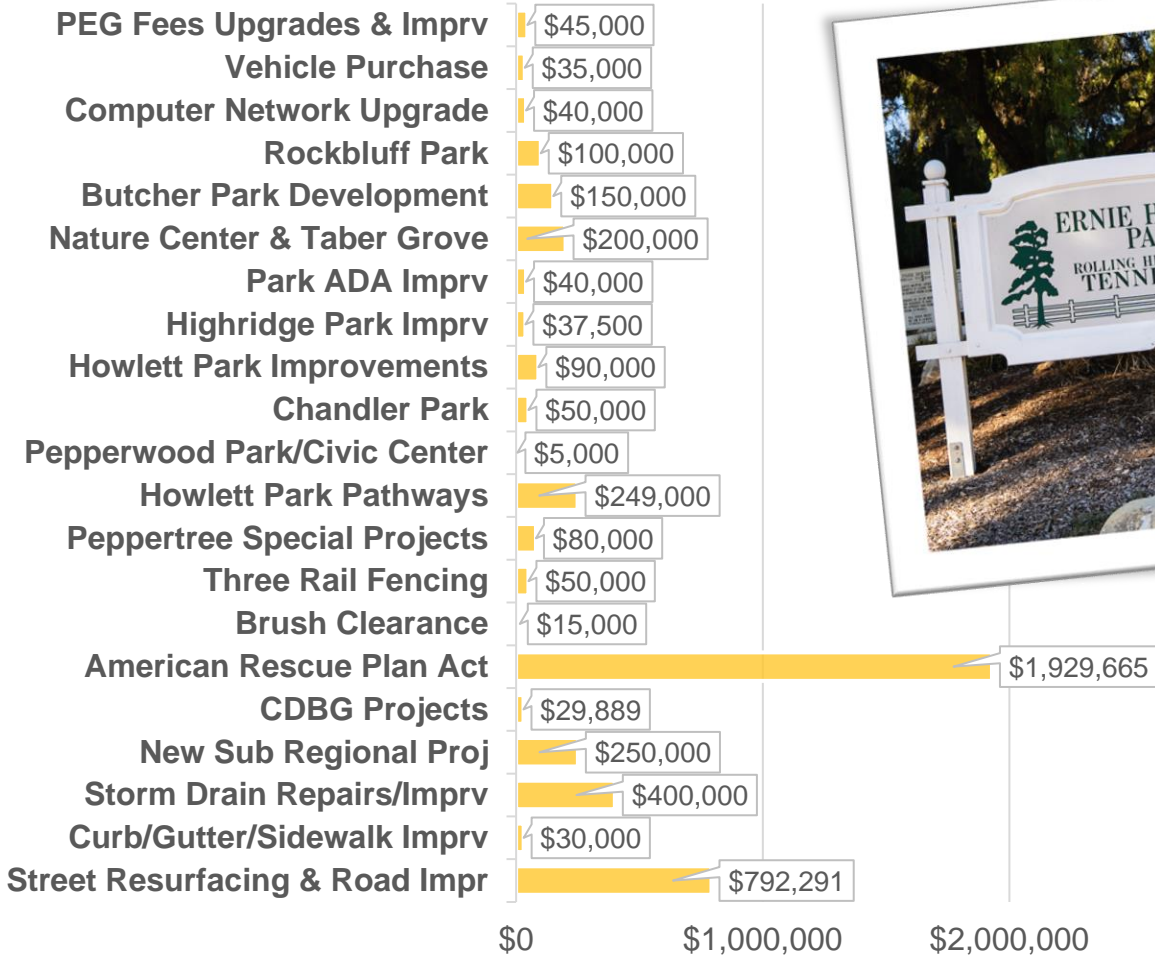 PEG Fees Upgrades & Imprv $45,000
Vehicle Purchase $35,000
Computer Network Upgrade $40,000
Rockbluff Park $100,000
Butcher Park Development $150,000
Nature Center & Taber Grove $200,000
Park ADA Imprv $40,000
Highridge Park Imprv $37,500
Howlett Park Improvements $90,000
Chandler Park $50,000
Pepperwood Park/Civic Center $5,000
Howlett Park Pathways $249,000
Peppertree Special Projects $80,000
Three Rail Fencing $50,000
Brush Clearance $15,000
American Rescue Plan Act $1,929,665
CDBG Projects $29,889
New Sub Regional Proj $250,000
Storm Drain Repairs/Imprv $400,000
Curb/Gutter/Sidewalk Imprv $30,000
Street Resurfacing & Road Impr $792,291
$0 $1,000,000 $2,000,000
ERNIE
ROLLING